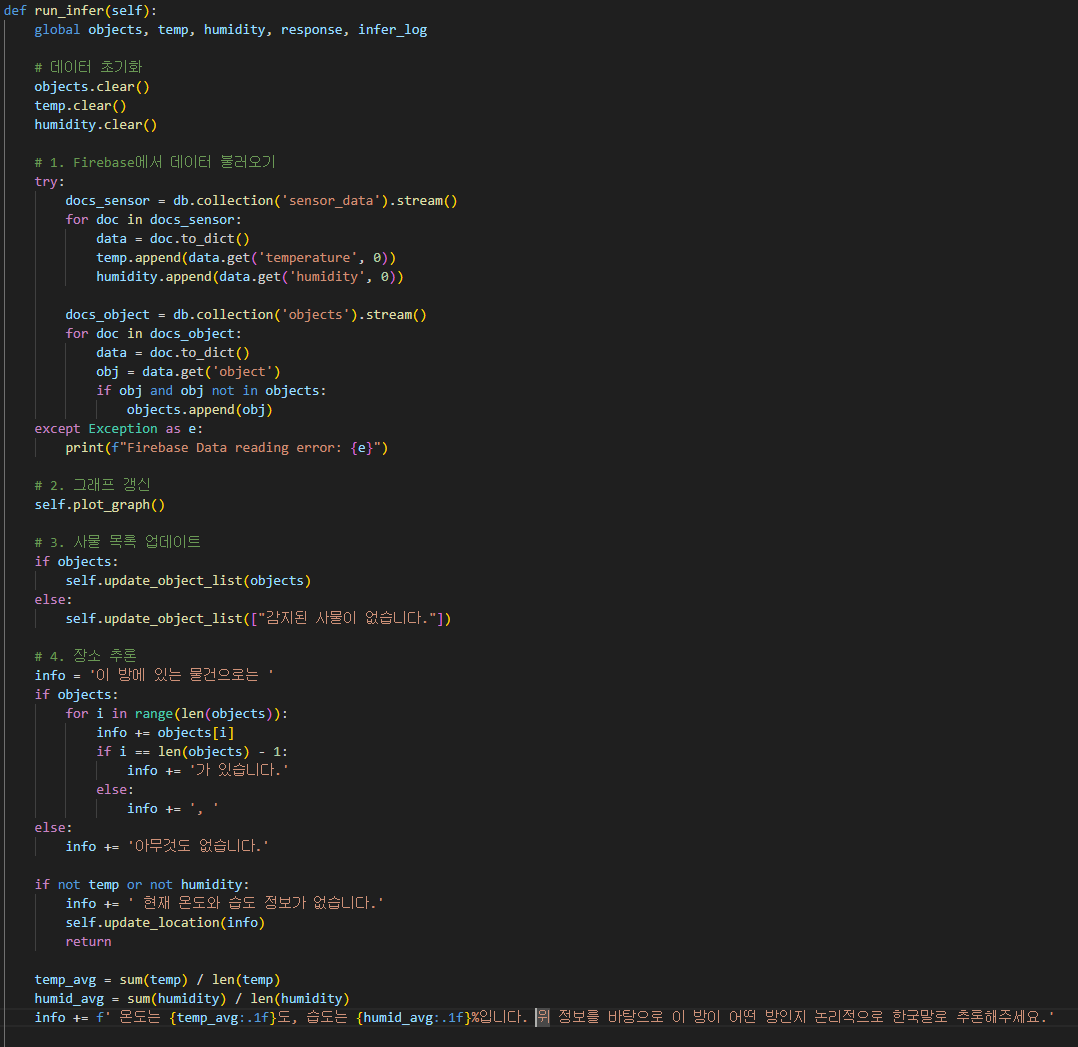 def run_infer(self):
    global objects, temp, humidity, response, infer_log

    # 데이터 초기화
    objects.clear()
    temp.clear()
    humidity.clear()

    # 1. Firebase에서 데이터 불러오기
    try:
        docs_sensor = db.collection('sensor_data').stream()
        for doc in docs_sensor:
            data = doc.to_dict()
            temp.append(data.get('temperature', 0))
            humidity.append(data.get('humidity', 0))

        docs_object = db.collection('objects').stream()
        for doc in docs_object:
            data = doc.to_dict()
            obj = data.get('object')
            if obj and obj not in objects:
                objects.append(obj)
    except Exception as e:
        print(f"Firebase Data reading error: {e}")

    # 2. 그래프 갱신
    self.plot_graph()

    # 3. 사물 목록 업데이트
    if objects:
        self.update_object_list(objects)
    else:
        self.update_object_list(["감지된 사물이 없습니다."])

    # 4. 장소 추론
    info = '이 방에 있는 물건으로는 '
    if objects:
        for i in range(len(objects)):
            info += objects[i]
            if i == len(objects) - 1:
                info += '가 있습니다.'
            else:
                info += ', '
    else:
        info += '아무것도 없습니다.'

    if not temp or not humidity:
        info += ' 현재 온도와 습도 정보가 없습니다.'
        self.update_location(info)
        return

    temp_avg = sum(temp) / len(temp)
    humid_avg = sum(humidity) / len(humidity)
    info += f' 온도는 {temp_avg:.1f}도, 습도는 {humid_avg:.1f}%입니다. 위 정보를 바탕으로 이 방이 어떤 방인지 논리적으로 한국말로 추론해주세요.'